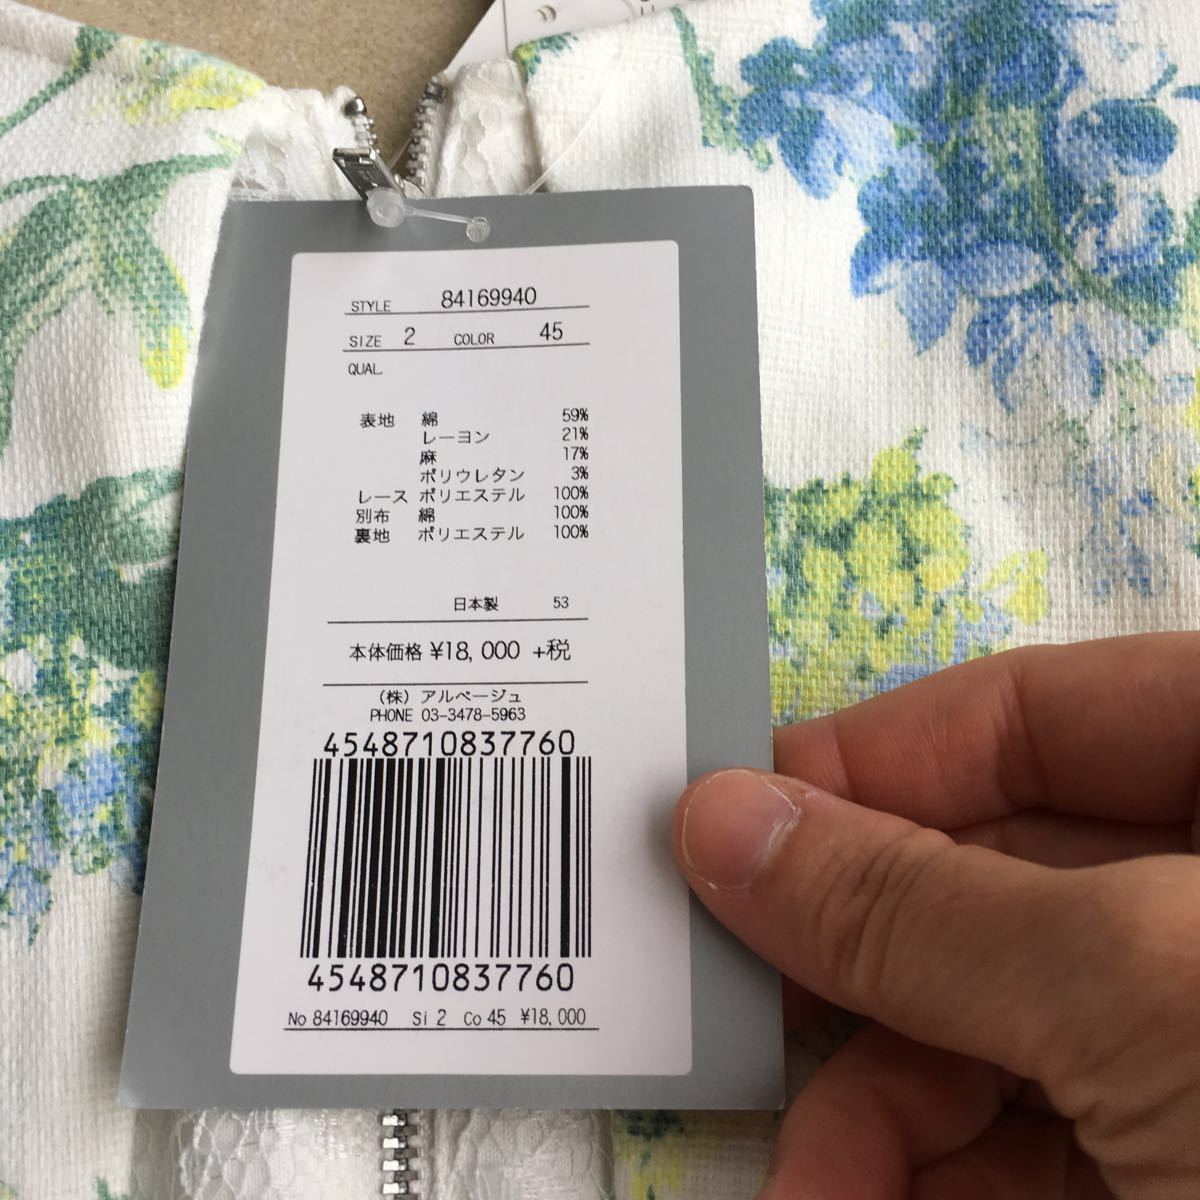 STYLE 84169940
SIZE 2 COLOR 45
QUAL.
表地 綿 59%
レーヨン 21%
麻 17%
ポリウレタン 3%
レース ポリエステル 100%
別布 綿 100%
裏地 ポリエステル 100%
日本製 53
本体価格 ¥18,000 +税
(株) アルページュ
PHONE 03-3478-5963
4548710837760
4548710837760
No 84169940 Si 2 Co 45 ¥18,000